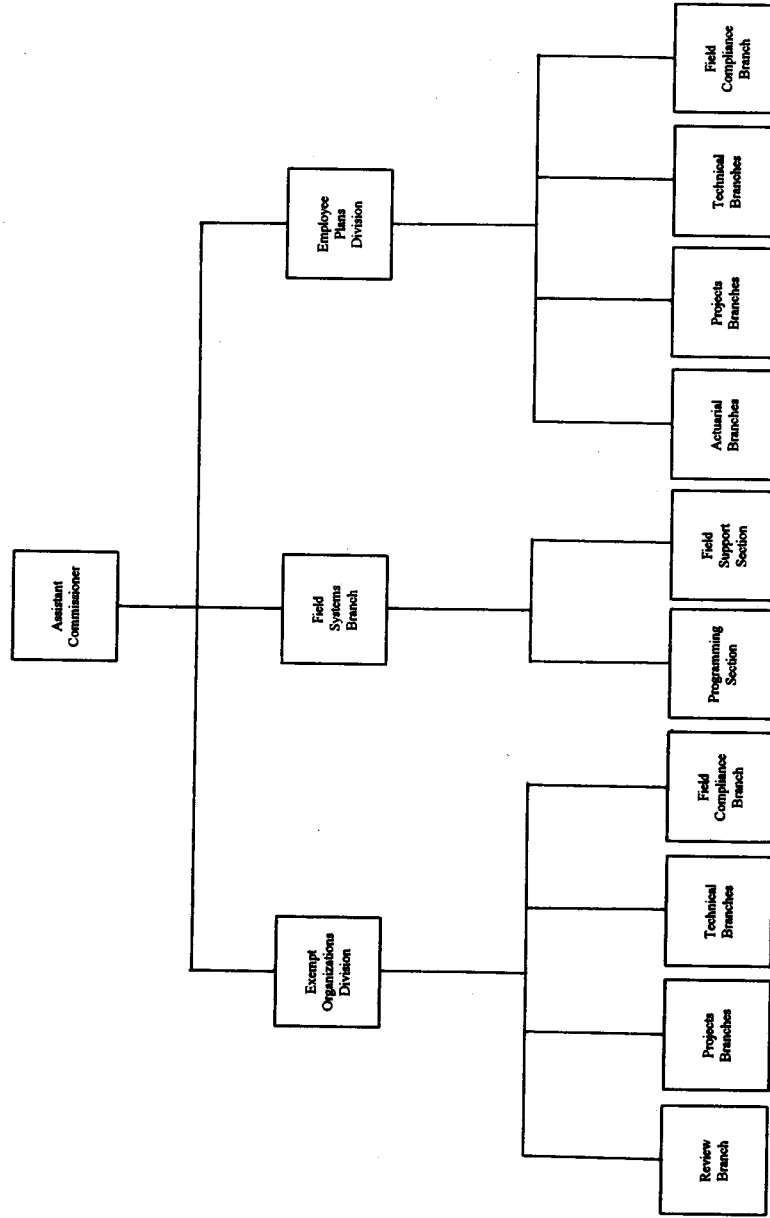 Assistant
Commissioner
Exempt
Organizations
Division
Field
Systems
Branch
Employee
Plans
Division
Review
Branch
Projects
Branches
Technical
Branches
Field
Compliance
Branch
Programming
Section
Field
Support
Section
Actuarial
Branches
Projects
Branches
Technical
Branches
Field
Compliance
Branch